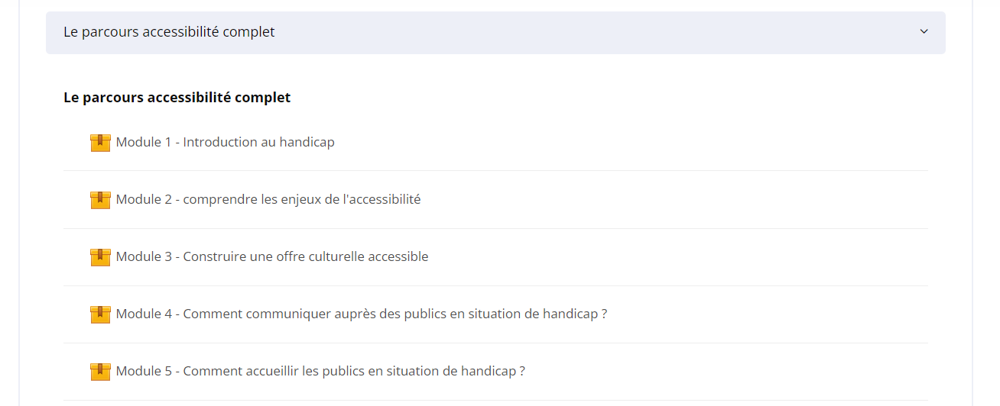 Le parcours accessibilité complet
Le parcours accessibilité complet
Module 1 - Introduction au handicap
Module 2 - comprendre les enjeux de l'accessibilité
Module 3 - Construire une offre culturelle accessible
Module 4 - Comment communiquer auprès des publics en situation de handicap ?
Module 5 - Comment accueillir les publics en situation de handicap ?